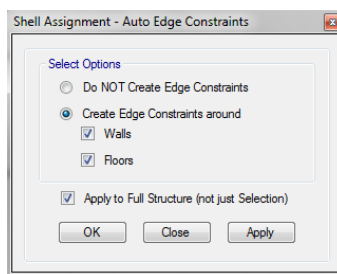 Shell Assignment - Auto Edge Constraints
Select Options
Do NOT Create Edge Constraints
Create Edge Constraints around
Walls
Floors
Apply to Full Structure (not just Selection)
OK Close Apply